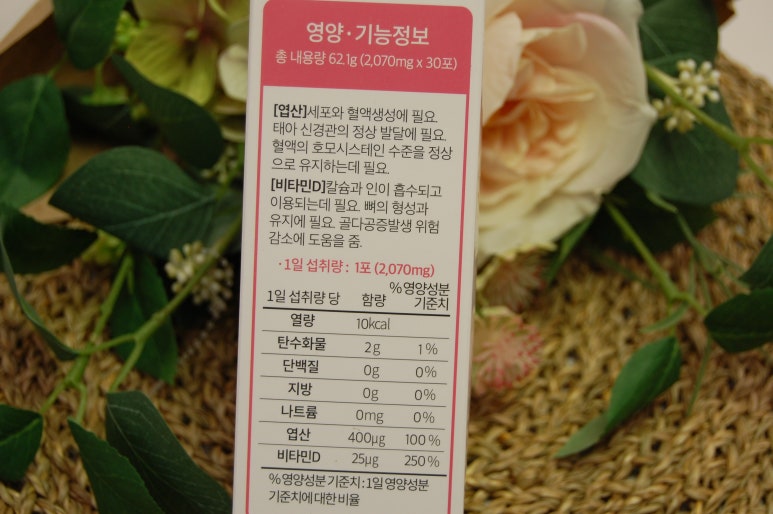 영양·기능정보
총 내용량 62.1g (2,070mg x 30포)
[엽산]세포와 혈액생성에 필요.
태아 신경관의 정상 발달에 필요.
혈액의 호모시스테인 수준을 정상
으로 유지하는데 필요.
[비타민D]칼슘과 인이 흡수되고
이용되는데 필요. 뼈의 형성과
유지에 필요. 골다공증발생 위험
감소에 도움을 줌.
·1일 섭취량 : 1포 (2,070mg)
1일 섭취량 당 함량 %영양성분 기준치
열량 10kcal
탄수화물 2g 1%
단백질 0g 0%
지방 0g 0%
나트륨 0mg 0%
엽산 400µg 100%
비타민D 25µg 250%
%영양성분 기준치 : 1일 영양성분
기준치에 대한 비율